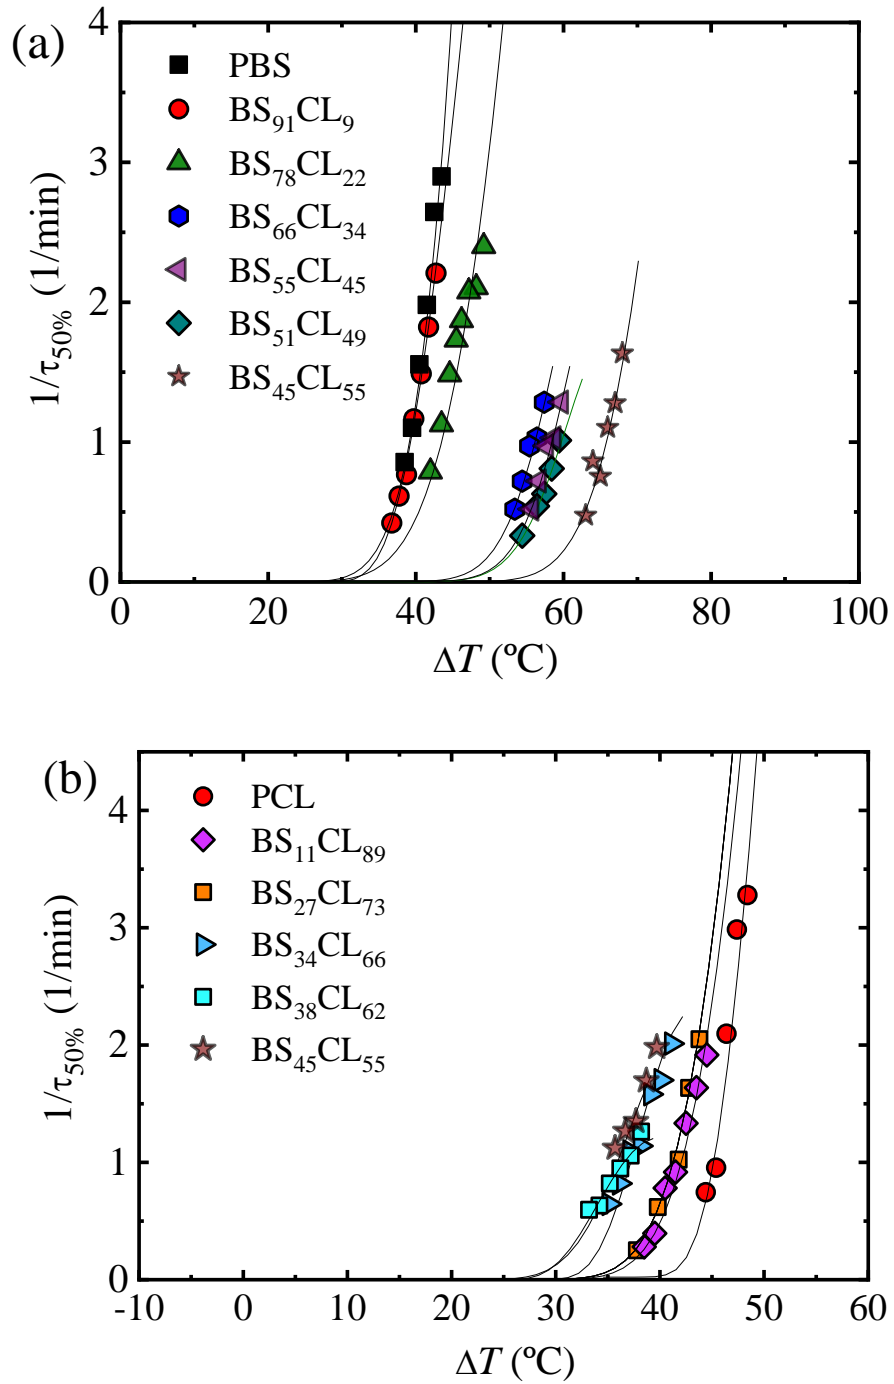 (a)
4
3
2
1
0
1/τ50% (1/min)
PBS
BS91CL9
BS78CL22
BS66CL34
BS55CL45
BS51CL49
BS45CL55
0 20 40 60 80 100
ΔT (ºC)
(b)
4
3
2
1
0
1/τ50% (1/min)
PCL
BS11CL89
BS27CL73
BS34CL66
BS38CL62
BS45CL55
-10 0 10 20 30 40 50 60
ΔT (ºC)